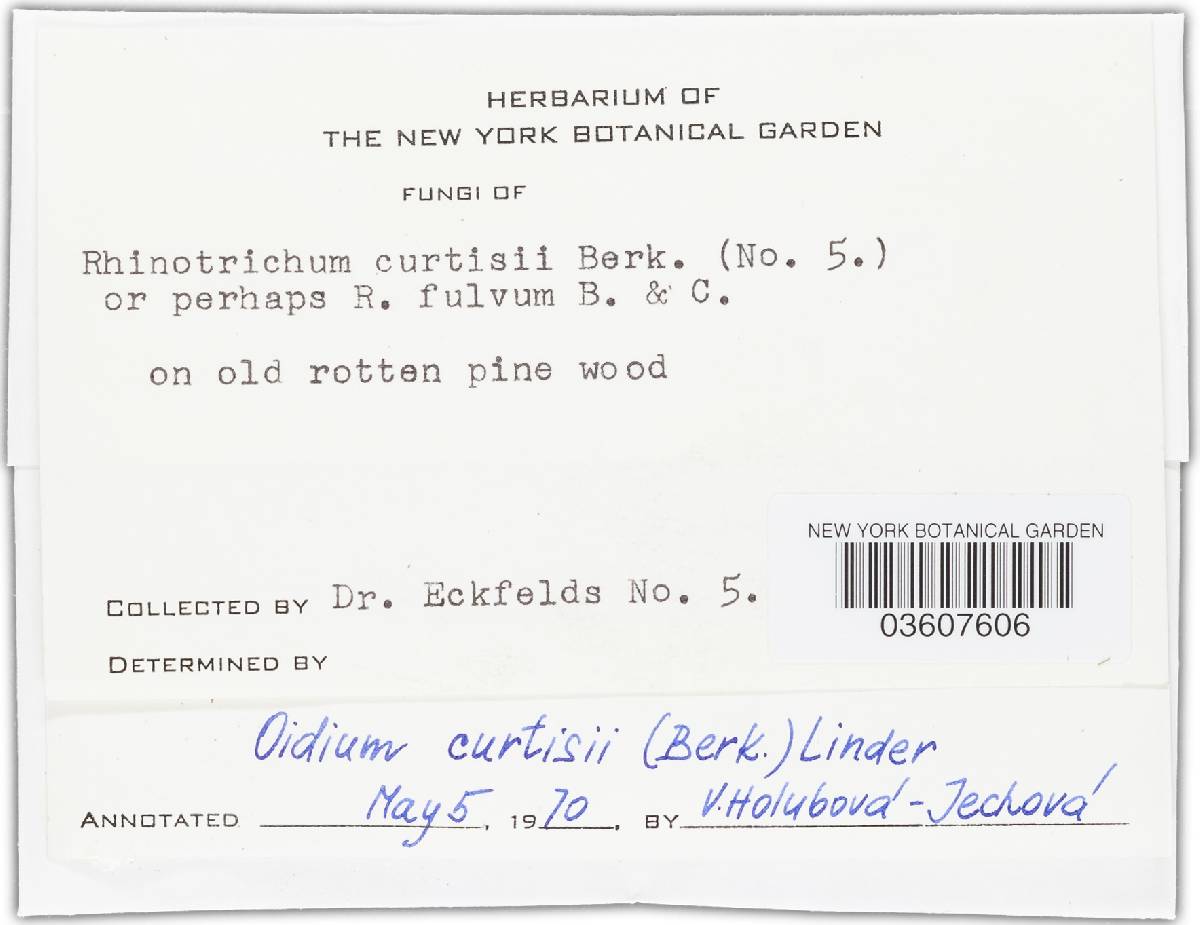 HERBARIUM OF
THE NEW YORK BOTANICAL GARDEN
FUNGI OF
Rhinotrichum curtisii Berk. (No. 5.)
or perhaps R. fulvum B. & C.
on old rotten pine wood
NEW YORK BOTANICAL GARDEN
03607606
COLLECTED BY Dr. Eckfelds No. 5.
DETERMINED BY
Oidium curtisii (Berk.) Linder
ANNOTATED May 5, 1970, BY V. Holubová-Jechová